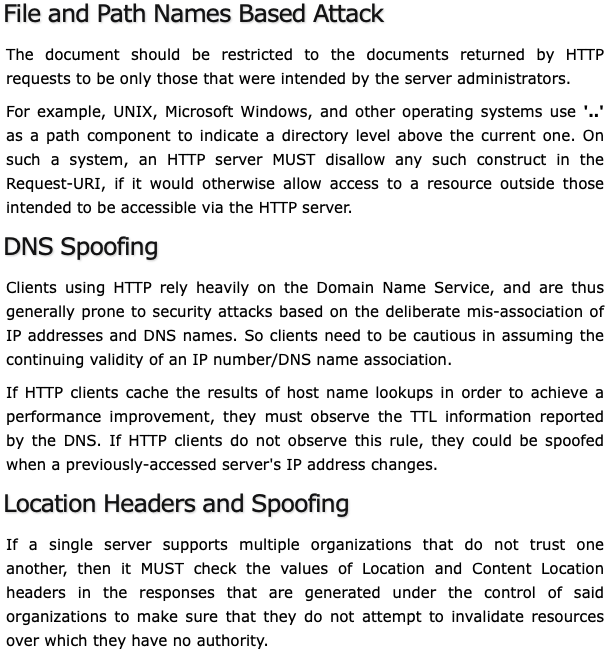 File and Path Names Based Attack
The document should be restricted to the documents returned by HTTP
requests to be only those that were intended by the server administrators.
For example, UNIX, Microsoft Windows, and other operating systems use '..'
as a path component to indicate a directory level above the current one. On
such a system, an HTTP server MUST disallow any such construct in the
Request-URI, if it would otherwise allow access to a resource outside those
intended to be accessible via the HTTP server.
DNS Spoofing
Clients using HTTP rely heavily on the Domain Name Service, and are thus
generally prone to security attacks based on the deliberate mis-association of
IP addresses and DNS names. So clients need to be cautious in assuming the
continuing validity of an IP number/DNS name association.
If HTTP clients cache the results of host name lookups in order to achieve a
performance improvement, they must observe the TTL information reported
by the DNS. If HTTP clients do not observe this rule, they could be spoofed
when a previously-accessed server's IP address changes.
Location Headers and Spoofing
If a single server supports multiple organizations that do not trust one
another, then it MUST check the values of Location and Content Location
headers in the responses that are generated under the control of said
organizations to make sure that they do not attempt to invalidate resources
over which they have no authority.